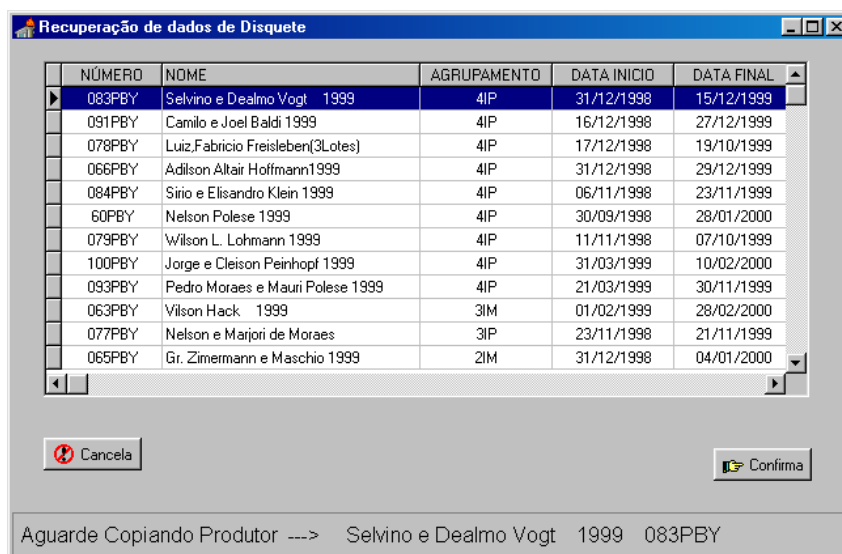 Recuperação de dados de Disquete
NÚMERO NOME AGRUPAMENTO DATA INICIO DATA FINAL
083PBY Selvino e Dealmo Vogt 1999 4IP 31/12/1998 15/12/1999
091PBY Camilo e Joel Baldi 1999 4IP 16/12/1998 27/12/1999
078PBY Luiz,Fabricio Freisleben(3Lotes) 4IP 17/12/1998 19/10/1999
066PBY Adilson Altair Hoffmann1999 4IP 31/12/1998 29/12/1999
084PBY Sirio e Elisandro Klein 1999 4IP 06/11/1998 23/11/1999
60PBY Nelson Polese 1999 4IP 30/09/1998 28/01/2000
079PBY Wilson L. Lohmann 1999 4IP 11/11/1998 07/10/1999
100PBY Jorge e Cleison Peinhopf 1999 4IP 31/03/1999 10/02/2000
093PBY Pedro Moraes e Mauri Polese 1999 4IP 21/03/1999 30/11/1999
063PBY Vilson Hack 1999 3IM 01/02/1999 28/02/2000
077PBY Nelson e Marjori de Moraes 3IP 23/11/1998 21/11/1999
065PBY Gr. Zimermann e Maschio 1999 2IM 31/12/1998 04/01/2000
Cancela
Confirma
Aguarde Copiando Produtor ---> Selvino e Dealmo Vogt 1999 083PBY